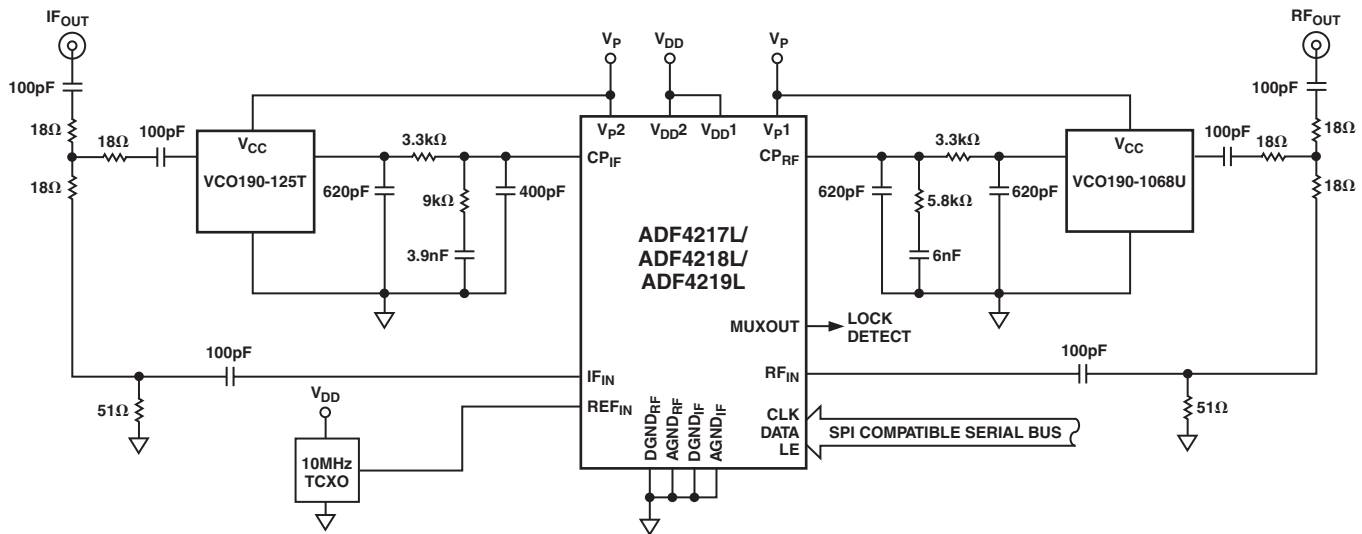 IFOUT
RFOUT
VP
VDD
VP
100pF
100pF
18Ω
18Ω
100pF
VCC
VCO190-125T
18Ω
3.3kΩ
620pF
9kΩ
400pF
3.9nF
VP2
VDD2
VDD1
VP1
CPIF
CPRF
ADF4217L/
ADF4218L/
ADF4219L
3.3kΩ
620pF
5.8kΩ
620pF
6nF
VCC
VCO190-1068U
100pF
18Ω
18Ω
18Ω
MUXOUT
LOCK
DETECT
100pF
IFIN
RFIN
100pF
51Ω
51Ω
VDD
REFIN
10MHz
TCXO
DGNDRF
AGNDRF
DGNDIF
AGNDIF
CLK
DATA
LE
SPI COMPATIBLE SERIAL BUS